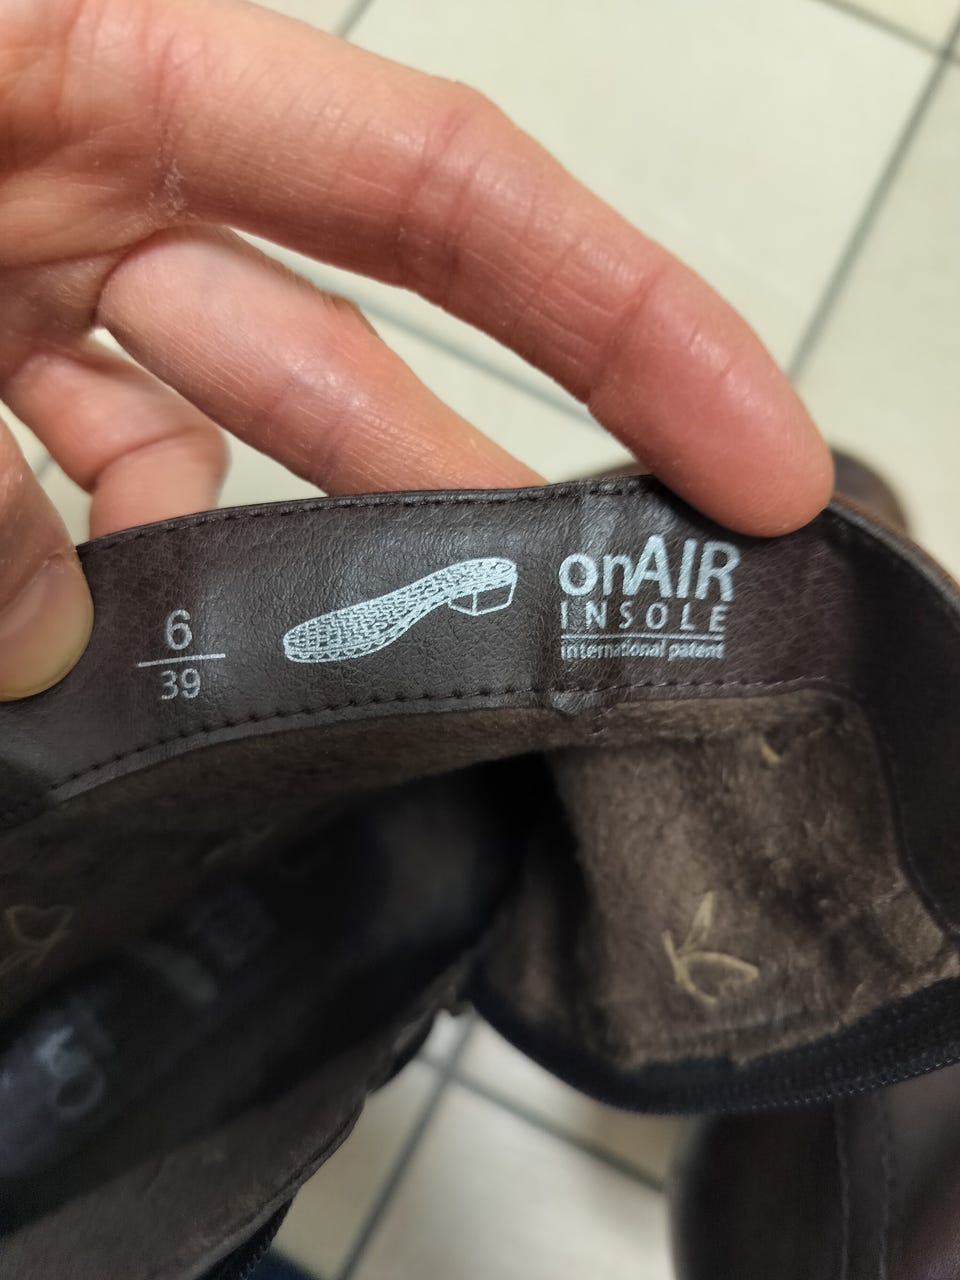 6
39
onAIR
INSOLE
international patent